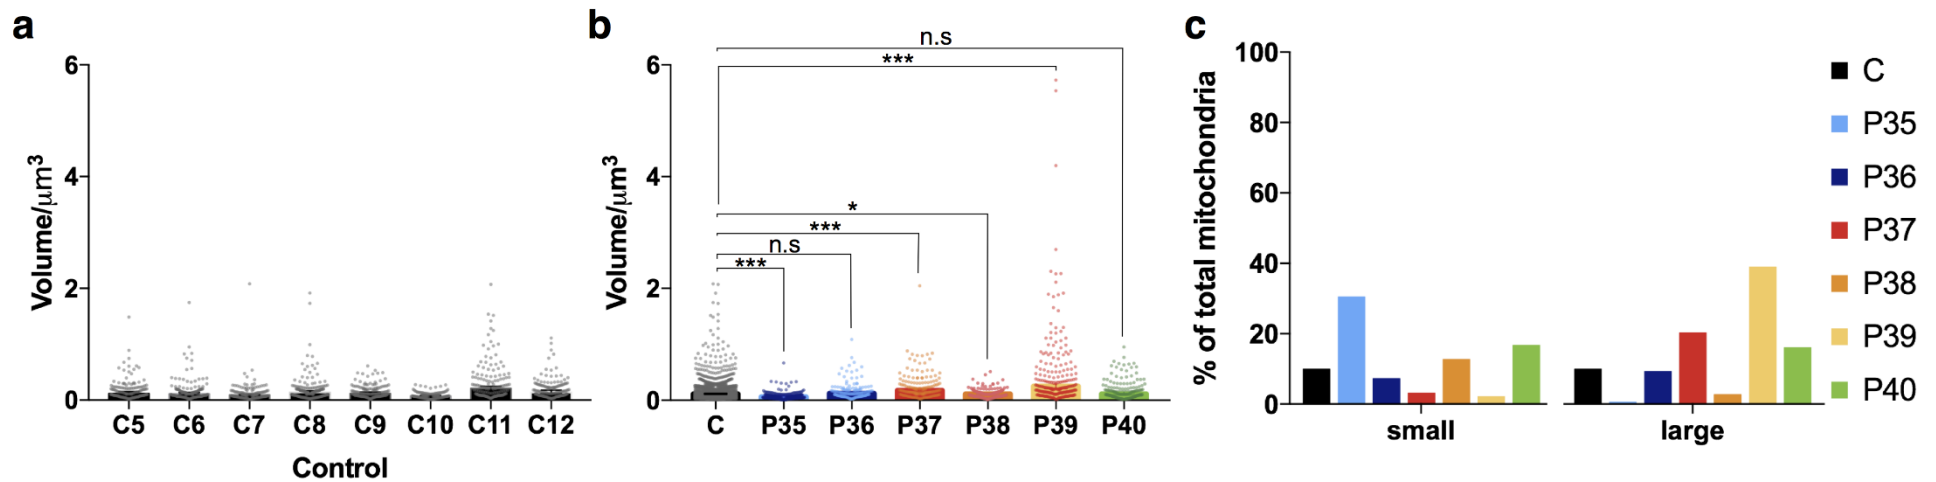 a
Volume/μm³
6
4
2
0
C5 C6 C7 C8 C9 C10 C11 C12
Control
b
Volume/μm³
6
4
2
0
n.s
***
*
***
n.s
***
C P35 P36 P37 P38 P39 P40
c
% of total mitochondria
100
80
60
40
20
0
small large
C
P35
P36
P37
P38
P39
P40